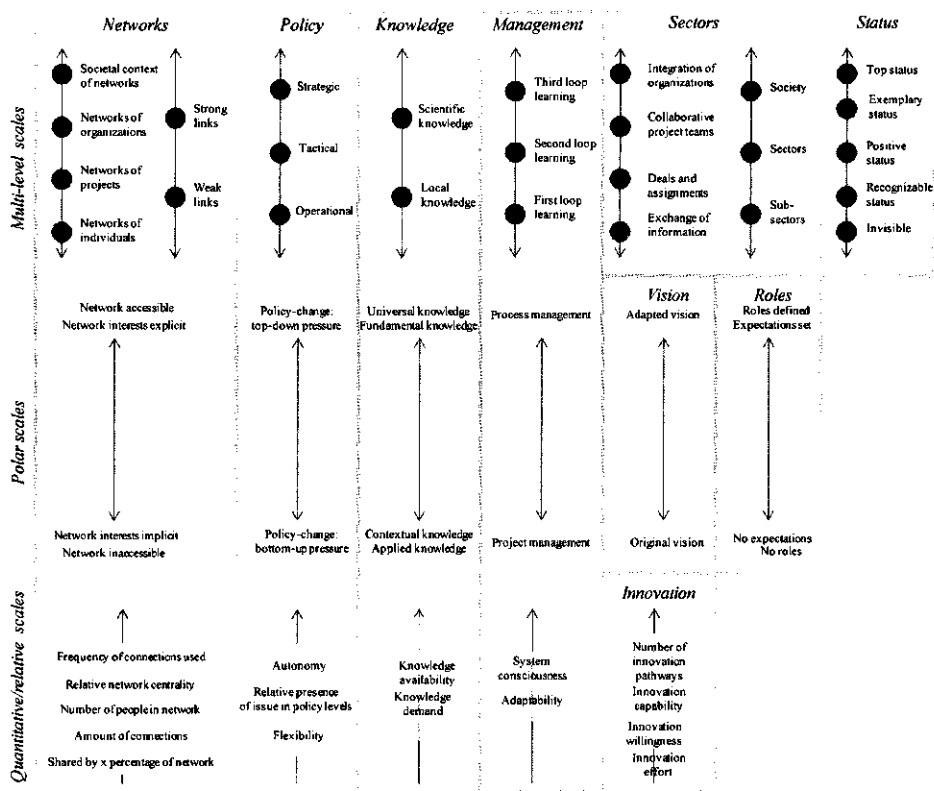 Networks
Policy
Knowledge
Management
Sectors
Status
Multi-level scales
Societal context
of networks
Networks of
organizations
Networks of
projects
Networks of
individuals
Strong
links
Weak
links
Strategic
Tactical
Operational
Scientific
knowledge
Local
knowledge
Third loop
learning
Second loop
learning
First loop
learning
Integration of
organizations
Collaborative
project teams
Deals and
assignments
Exchange of
information
Society
Sectors
Sub-
sectors
Top status
Exemplary
status
Positive
status
Recognizable
status
Invisible
Polar scales
Network accessible
Network interests explicit
Network interests implicit
Network inaccessible
Policy-change:
top-down pressure
Policy-change:
bottom-up pressure
Universal knowledge
Fundamental knowledge
Contextual knowledge
Applied knowledge
Process management
Project management
Vision
Adapted vision
Original vision
Roles
Roles defined
Expectations set
No expectations
No roles
Quantitative/relative scales
Frequency of connections used
Relative network centrality
Number of people in network
Amount of connections
Shared by x percentage of network
Autonomy
Relative presence
of issue in policy levels
Flexibility
Knowledge
availability
Knowledge
demand
System
consciousness
Adaptability
Innovation
Number of
innovation
pathways
Innovation
capability
Innovation
willingness
Innovation
effort